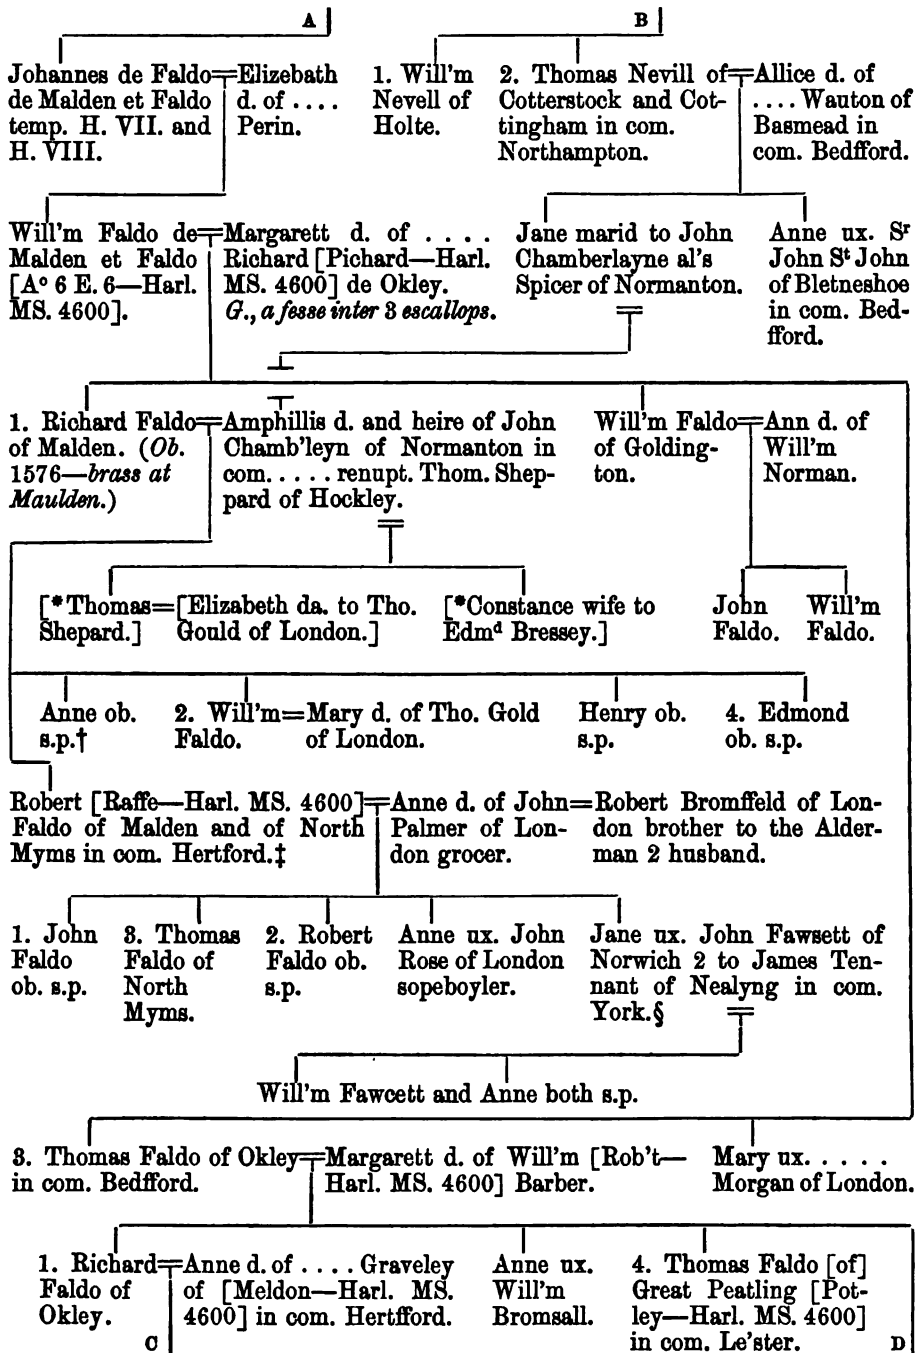 A
B
Johannes de Faldo=Elizebath
de Malden et Faldo
temp. H. VII. and
H. VIII.
d. of ....
Perin.
1. Will'm
Nevell of
Holte.
2. Thomas Nevill of=Allice d. of
Cotterstock and Cot-
tingham in com.
Northampton.
.... Wauton of
Basmead in
com. Bedfford.
Will'm Faldo de=Margarett d. of ....
Malden et Faldo
[Aº 6 E. 6—Harl.
MS. 4600].
Richard [Pichard—Harl.
MS. 4600] de Okley.
G., a fesse inter 3 escallops.
Jane marid to John
Chamberlayne al's
Spicer of Normanton.
Anne ux. Sr
John St John
of Bletneshoe
in com. Bed-
fford.
1. Richard Faldo=Amphillis d. and heire of John
of Malden. (Ob.
1576—brass at
Maulden.)
Chamb'leyn of Normanton in
com. .... renupt. Thom. Shep-
pard of Hockley.
Will'm Faldo=Ann d. of
of Golding-
ton.
Will'm
Norman.
[*Thomas=[Elizabeth da. to Tho.
Shepard.] Gould of London.]
[*Constance wife to
Edmd Bressey.]
John
Faldo.
Will'm
Faldo.
Anne ob.
s.p.†
2. Will'm=Mary d. of Tho. Gold
Faldo. of London.
Henry ob.
s.p.
4. Edmond
ob. s.p.
Robert [Raffe—Harl. MS. 4600]=Anne d. of John=Robert Bromffeld of Lon-
Faldo of Malden and of North
Myms in com. Hertford.‡
Palmer of Lon-
don grocer.
don brother to the Alder-
man 2 husband.
1. John
Faldo
ob. s.p.
3. Thomas
Faldo of
North
Myms.
2. Robert
Faldo ob.
s.p.
Anne ux. John
Rose of London
sopeboyler.
Jane ux. John Fawsett of
Norwich 2 to James Ten-
nant of Nealyng in com.
York.§
Will'm Fawcett and Anne both s.p.
3. Thomas Faldo of Okley=Margarett d. of Will'm [Rob't—
in com. Bedfford. Harl. MS. 4600] Barber.
Mary ux. .....
Morgan of London.
1. Richard=Anne d. of .... Graveley
Faldo of
Okley.
of [Meldon—Harl. MS.
4600] in com. Hertfford.
Anne ux.
Will'm
Bromsall.
4. Thomas Faldo [of]
Great Peatling [Pot-
ley—Harl. MS. 4600]
in com. Le'ster.
C
D